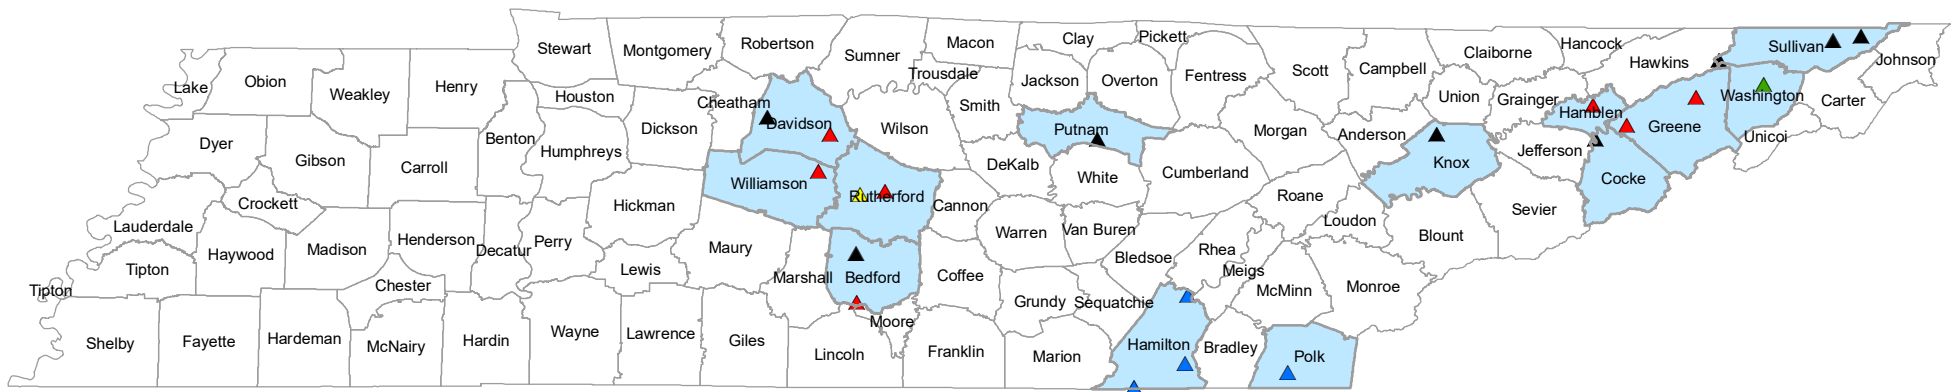 Stewart
Montgomery
Robertson
Sumner
Macon
Clay
Pickett
Trousdale
Jackson
Overton
Fentress
Scott
Campbell
Claiborne
Hancock
Hawkins
Sullivan
Johnson
Lake
Obion
Weakley
Henry
Houston
Cheatham
Davidson
Wilson
Smith
Putnam
Morgan
Anderson
Union
Grainger
Hamblen
Greene
Washington
Carter
Unicoi
Dyer
Gibson
Carroll
Benton
Humphreys
Dickson
Williamson
Rutherford
Cannon
DeKalb
White
Cumberland
Roane
Loudon
Knox
Jefferson
Cocke
Sevier
Blount
Crockett
Lauderdale
Haywood
Madison
Henderson
Decatur
Perry
Hickman
Lewis
Maury
Marshall
Bedford
Coffee
Warren
Van Buren
Bledsoe
Rhea
Meigs
McMinn
Monroe
Tipton
Tipton
Chester
Grundy
Sequatchie
Shelby
Fayette
Hardeman
McNairy
Hardin
Wayne
Lawrence
Giles
Lincoln
Moore
Franklin
Marion
Hamilton
Bradley
Polk